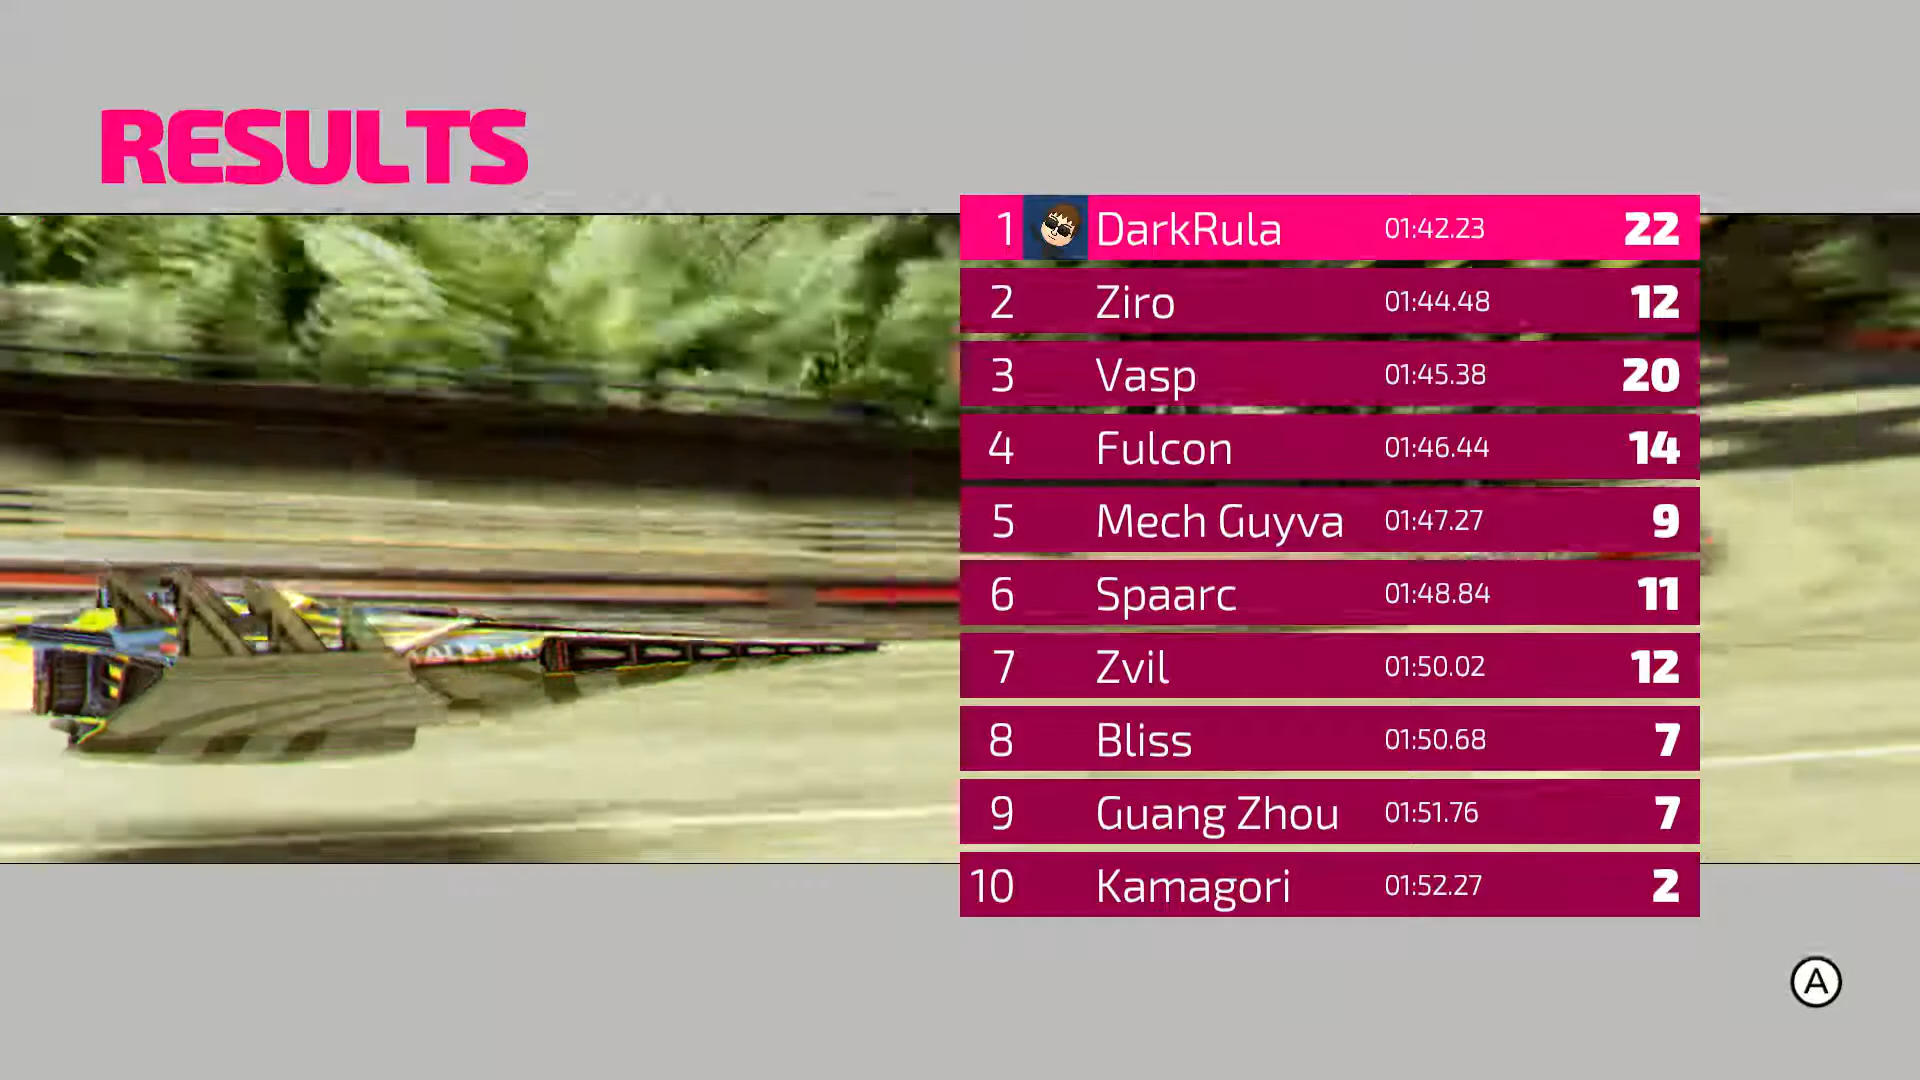 RESULTS
1 DarkRula 01:42.23 22
2 Ziro 01:44.48 12
3 Vasp 01:45.38 20
4 Fulcon 01:46.44 14
5 Mech Guyva 01:47.27 9
6 Spaarc 01:48.84 11
7 Zvil 01:50.02 12
8 Bliss 01:50.68 7
9 Guang Zhou 01:51.76 7
10 Kamagori 01:52.27 2
A